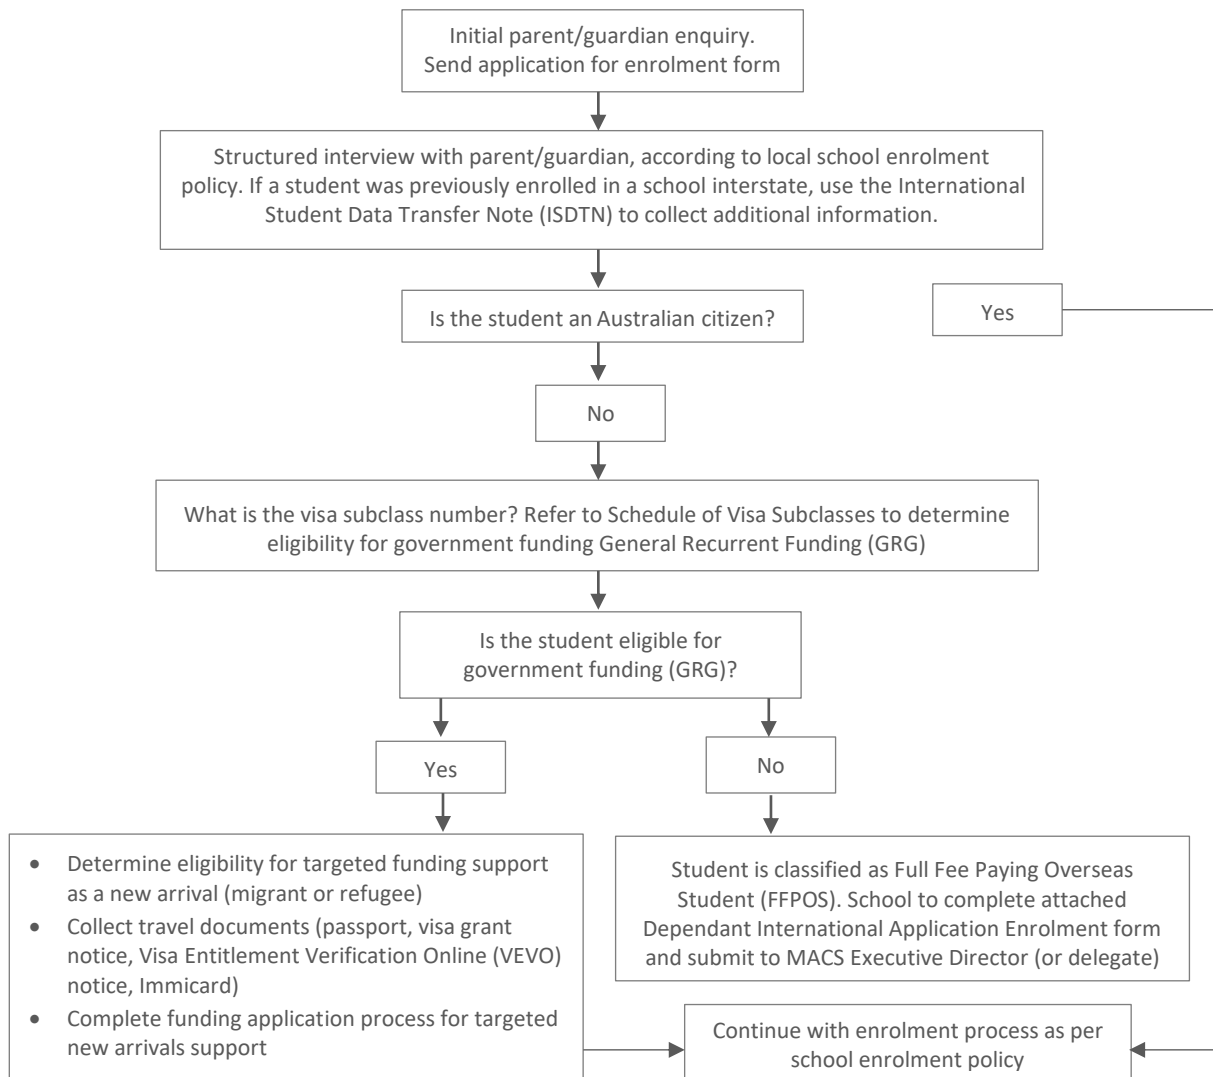 Initial parent/guardian enquiry.
Send application for enrolment form
Structured interview with parent/guardian, according to local school enrolment
policy. If a student was previously enrolled in a school interstate, use the International
Student Data Transfer Note (ISDTN) to collect additional information.
Is the student an Australian citizen?
Yes
No
What is the visa subclass number? Refer to Schedule of Visa Subclasses to determine
eligibility for government funding General Recurrent Funding (GRG)
Is the student eligible for
government funding (GRG)?
Yes
No
• Determine eligibility for targeted funding support
as a new arrival (migrant or refugee)
• Collect travel documents (passport, visa grant
notice, Visa Entitlement Verification Online (VEVO)
notice, Immicard)
• Complete funding application process for targeted
new arrivals support
Student is classified as Full Fee Paying Overseas
Student (FFPOS). School to complete attached
Dependant International Application Enrolment form
and submit to MACS Executive Director (or delegate)
Continue with enrolment process as per
school enrolment policy